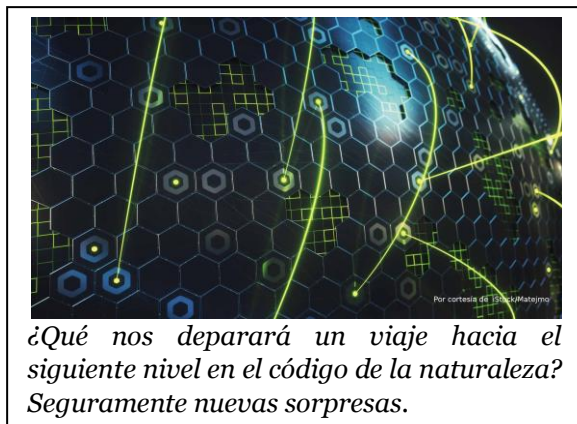 Por cortesía de iStock/Matejmo
¿Qué nos deparará un viaje hacia el
siguiente nivel en el código de la naturaleza?
Seguramente nuevas sorpresas.